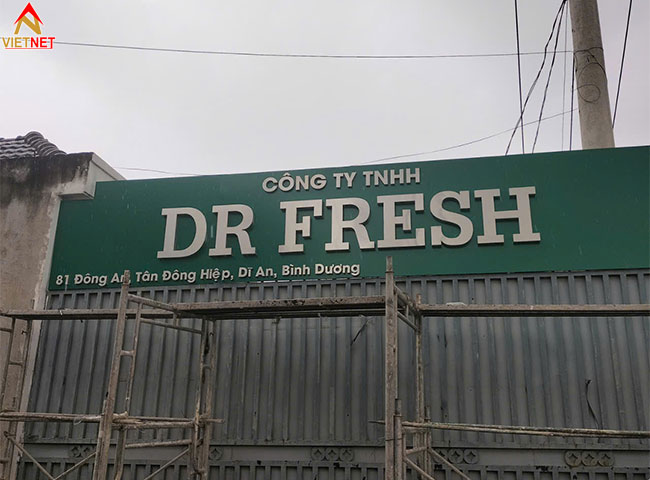 VIETNET
CÔNG TY TNHH
DR FRESH
81 Đông An, Tân Đông Hiệp, Dĩ An, Bình Dương